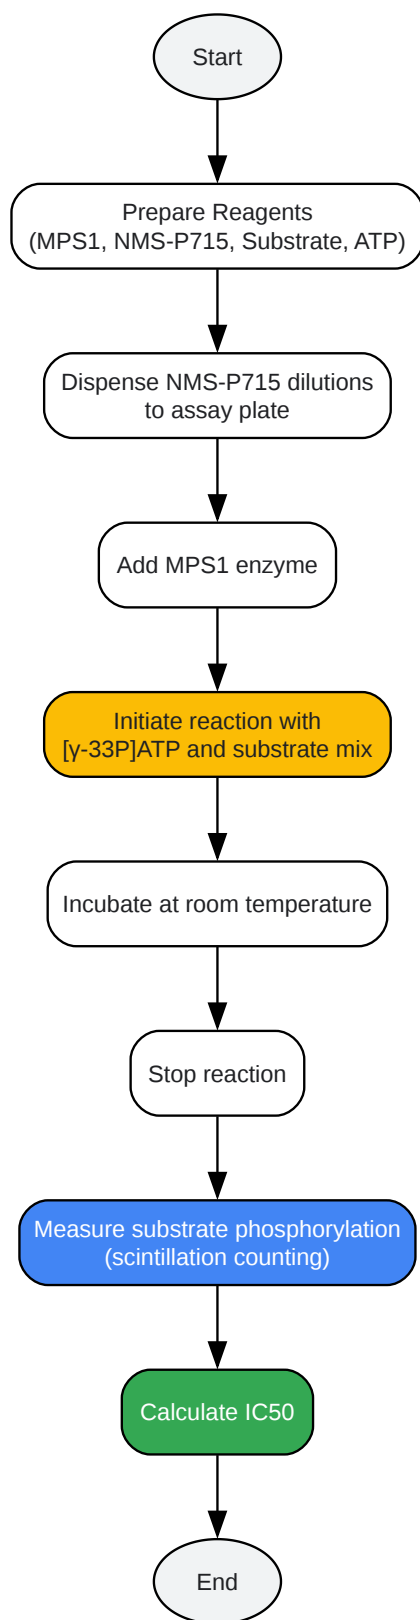 Start
Prepare Reagents
(MPS1, NMS-P715, Substrate, ATP)
Dispense NMS-P715 dilutions
to assay plate
Add MPS1 enzyme
Initiate reaction with
[γ-33P]ATP and substrate mix
Incubate at room temperature
Stop reaction
Measure substrate phosphorylation
(scintillation counting)
Calculate IC50
End